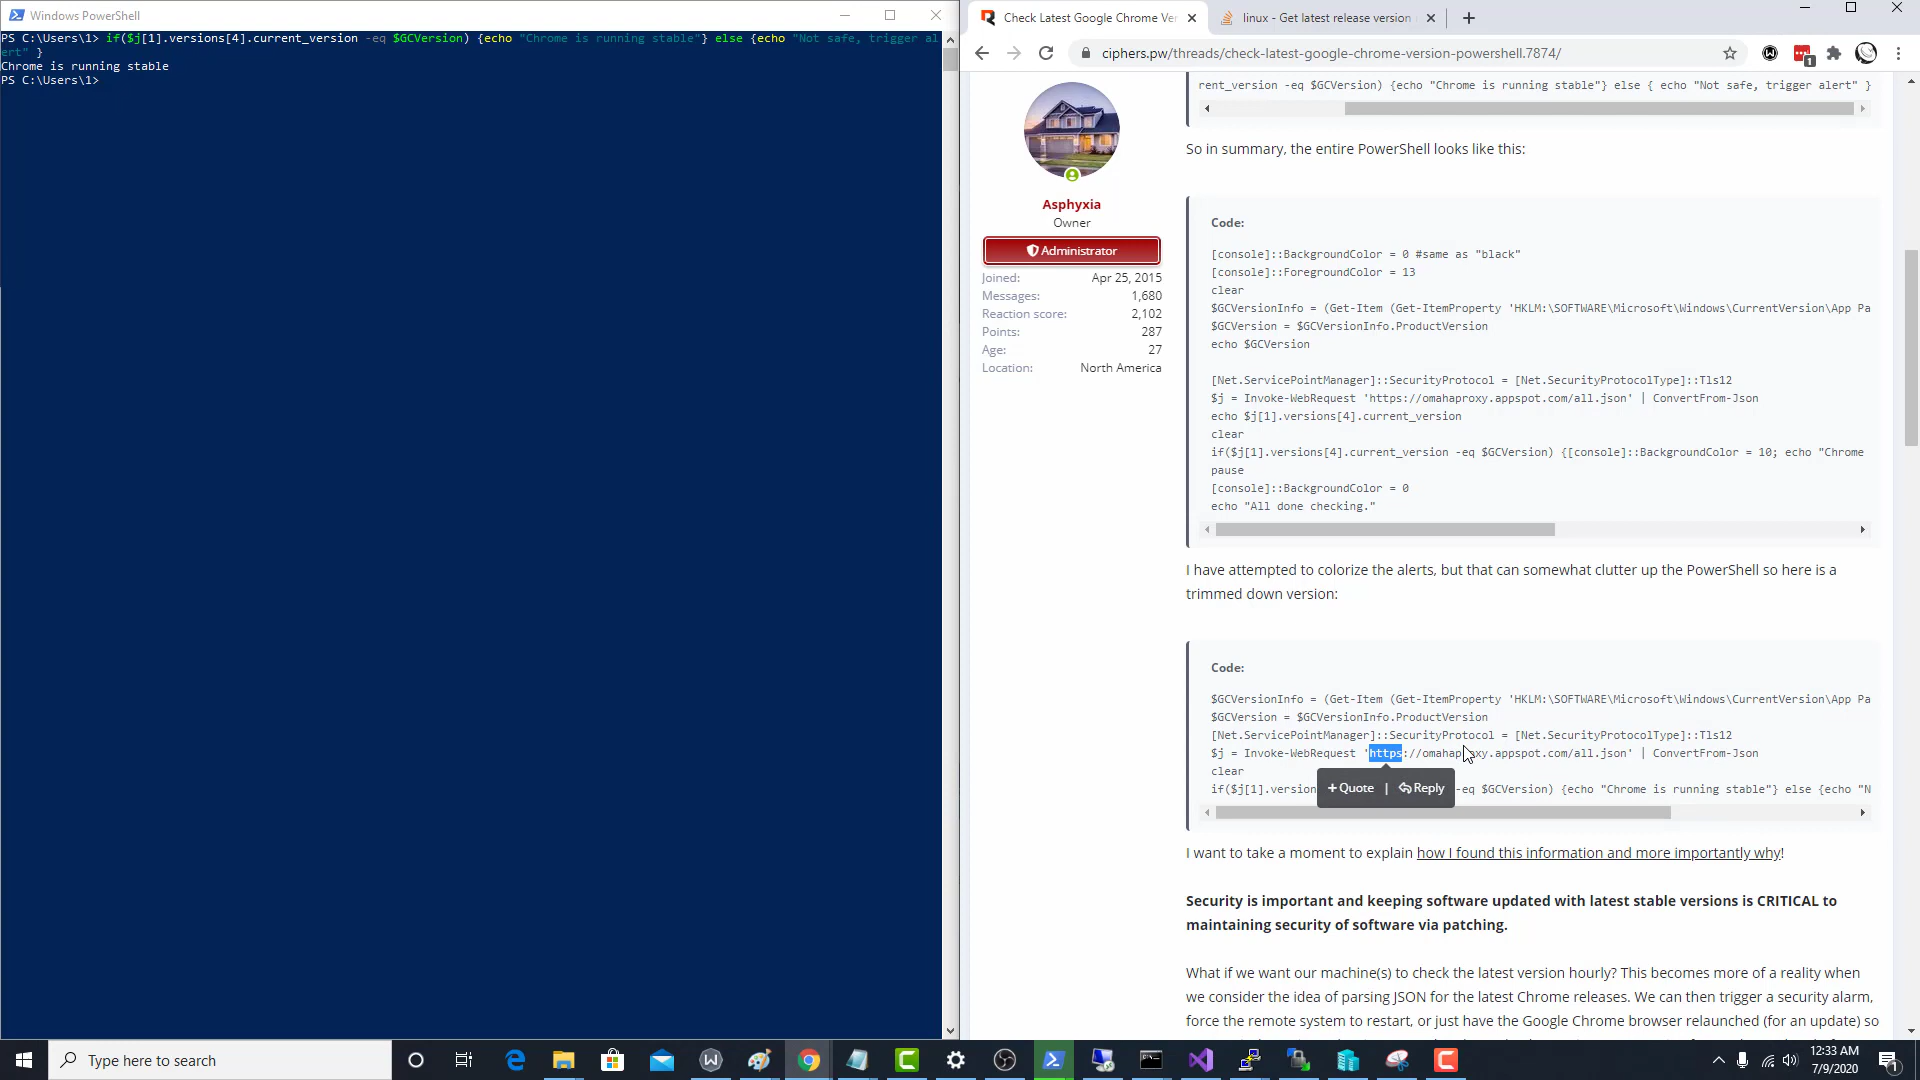 Windows PowerShell
PS C:\Users\1> if($j[1].versions[4].current_version -eq $GCVersion) {echo "Chrome is running stable"} else {echo "Not safe, trigger al
ert" }
Chrome is running stable
PS C:\Users\1>
Check Latest Google Chrome Ver
linux - Get latest release version
ciphers.pw/threads/check-latest-google-chrome-version-powershell.7874/
1
Asphyxia
Owner
Administrator
Joined: Apr 25, 2015
Messages: 1,680
Reaction score: 2,102
Points: 287
Age: 27
Location: North America
rent_version -eq $GCVersion) {echo "Chrome is running stable"} else { echo "Not safe, trigger alert" }
So in summary, the entire PowerShell looks like this:
Code:
[console]::BackgroundColor = 0 #same as "black"
[console]::ForegroundColor = 13
clear
$GCVersionInfo = (Get-Item (Get-ItemProperty 'HKLM:\SOFTWARE\Microsoft\Windows\CurrentVersion\App Pa
$GCVersion = $GCVersionInfo.ProductVersion
echo $GCVersion
[Net.ServicePointManager]::SecurityProtocol = [Net.SecurityProtocolType]::Tls12
$j = Invoke-WebRequest 'https://omahaproxy.appspot.com/all.json' | ConvertFrom-Json
echo $j[1].versions[4].current_version
clear
if($j[1].versions[4].current_version -eq $GCVersion) {[console]::BackgroundColor = 10; echo "Chrome
pause
[console]::BackgroundColor = 0
echo "All done checking."
I have attempted to colorize the alerts, but that can somewhat clutter up the PowerShell so here is a
trimmed down version:
Code:
$GCVersionInfo = (Get-Item (Get-ItemProperty 'HKLM:\SOFTWARE\Microsoft\Windows\CurrentVersion\App Pa
$GCVersion = $GCVersionInfo.ProductVersion
[Net.ServicePointManager]::SecurityProtocol = [Net.SecurityProtocolType]::Tls12
$j = Invoke-WebRequest 'https://omahaproxy.appspot.com/all.json' | ConvertFrom-Json
clear
if($j[1].version -eq $GCVersion) {echo "Chrome is running stable"} else {echo "N
+ Quote | Reply
I want to take a moment to explain how I found this information and more importantly why!
Security is important and keeping software updated with latest stable versions is CRITICAL to
maintaining security of software via patching.
What if we want our machine(s) to check the latest version hourly? This becomes more of a reality when
we consider the idea of parsing JSON for the latest Chrome releases. We can then trigger a security alarm,
force the remote system to restart, or just have the Google Chrome browser relaunched (for an update) so
Type here to search
12:33 AM
7/9/2020
1